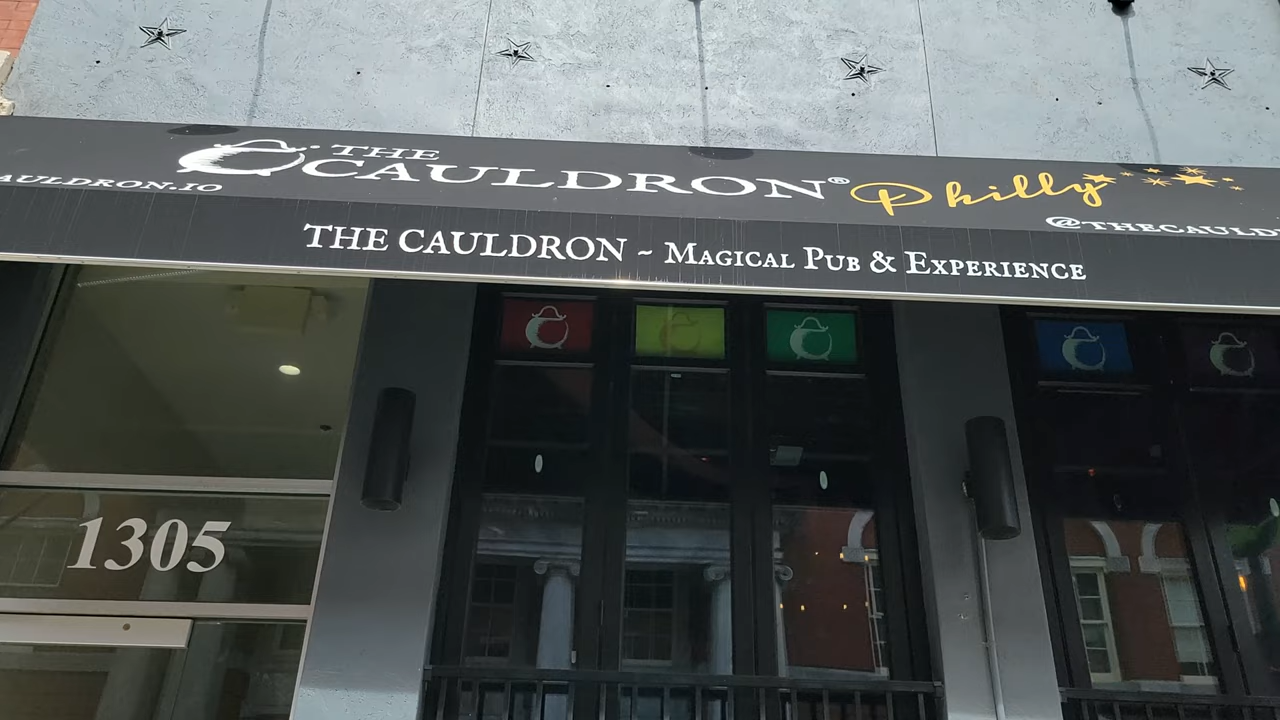 THE
CAULDRON® Philly
AULDRON.IO
@THECAULD
THE CAULDRON ~ MAGICAL PUB & EXPERIENCE
1305